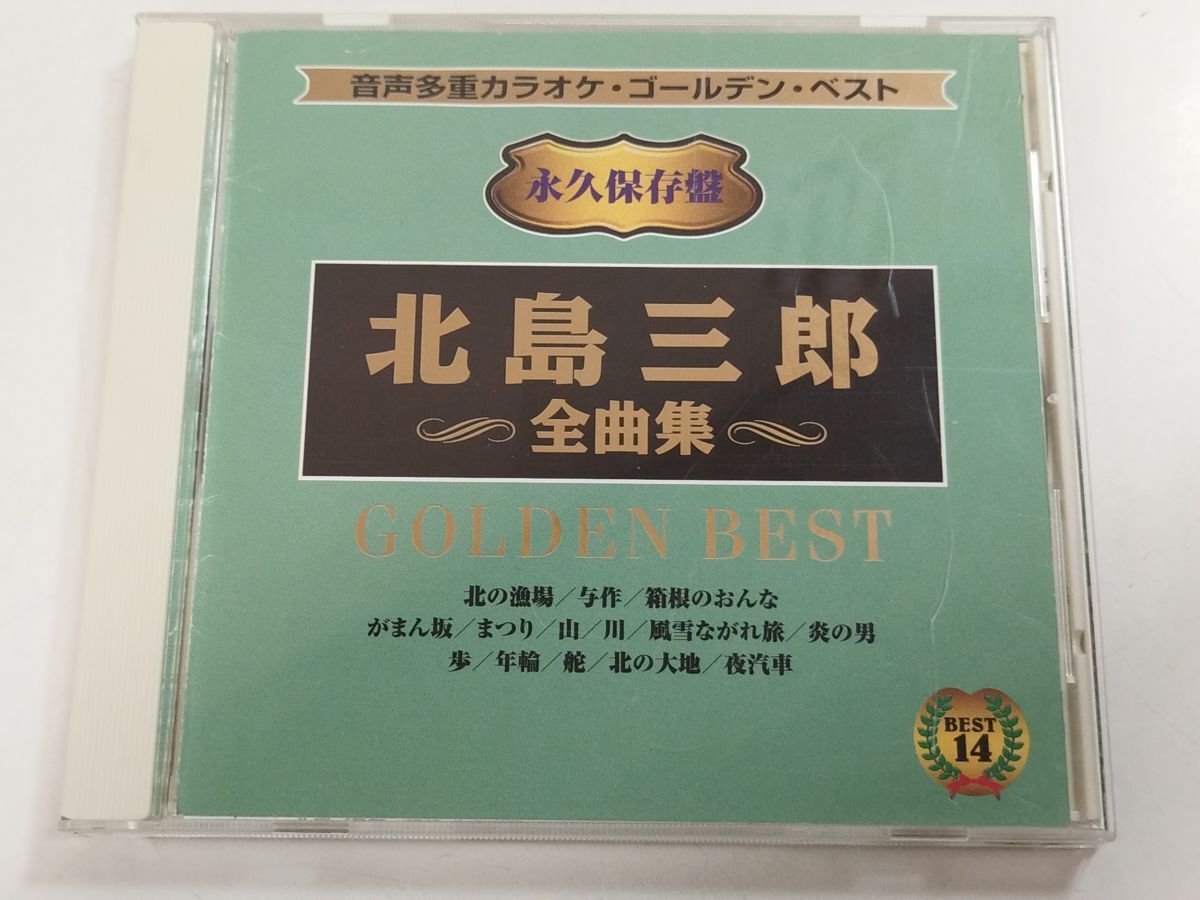 音声多重カラオケ・ゴールデン・ベスト
永久保存盤
北島三郎
全曲集
GOLDEN BEST
北の漁場/与作/箱根のおんな
がまん坂/まつり/山/川/風雪ながれ旅/炎の男
歩/年輪/舵/北の大地/夜汽車
BEST
14